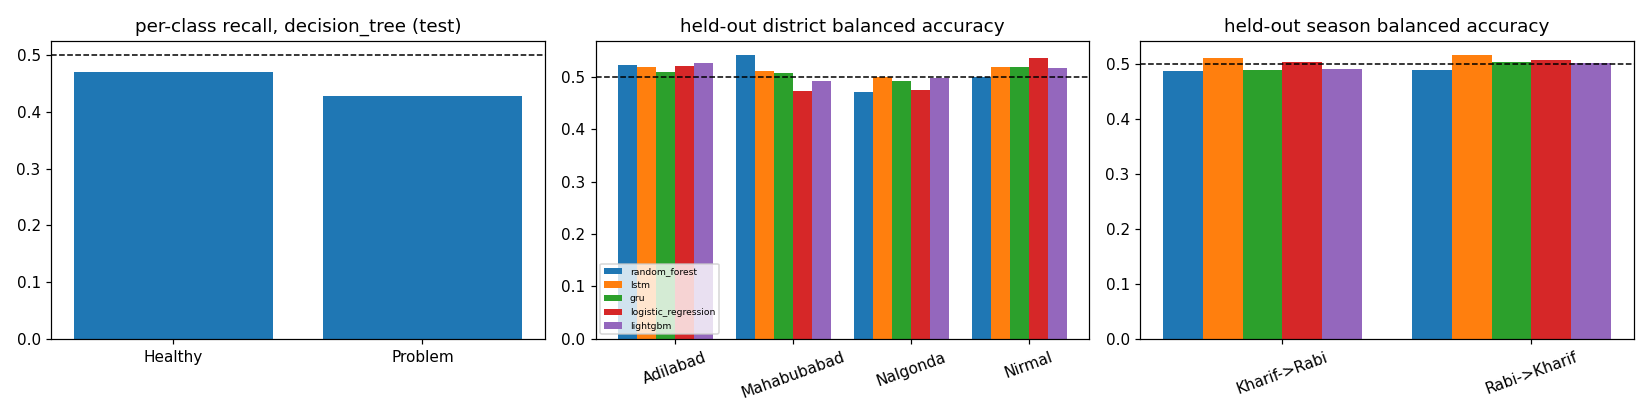 per-class recall, decision_tree (test)
0.5
0.4
0.3
0.2
0.1
0.0
Healthy Problem
held-out district balanced accuracy
0.5
0.4
0.3
0.2
0.1
0.0
random_forest
lstm
gru
logistic_regression
lightgbm
Adilabad Mahabubabad Nalgonda Nirmal
held-out season balanced accuracy
0.5
0.4
0.3
0.2
0.1
0.0
Kharif->Rabi Rabi->Kharif